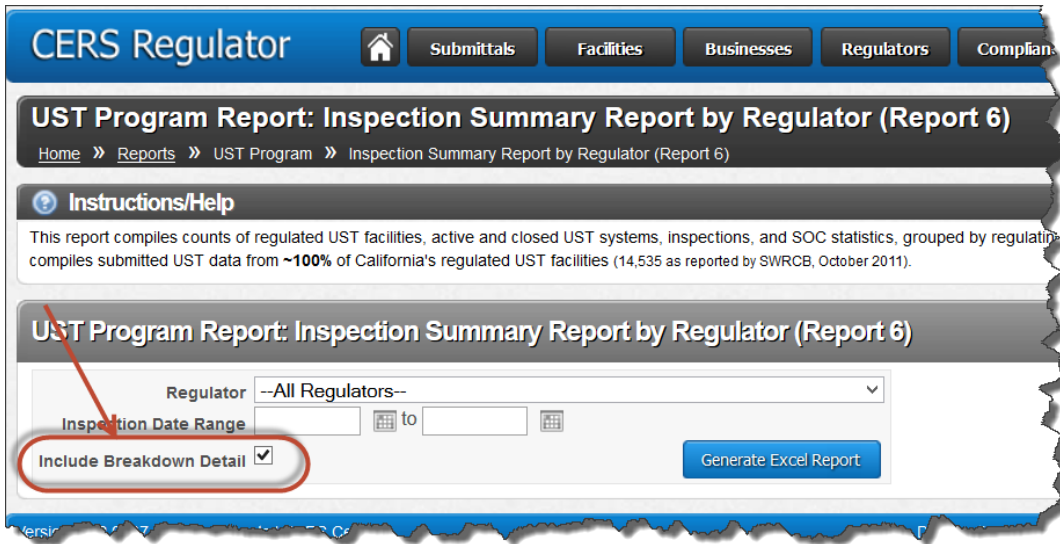 CERS Regulator
Submittals Facilities Businesses Regulators
UST Program Report: Inspection Summary Report by Regulator (Report 6)
Home » Reports » UST Program » Inspection Summary Report by Regulator (Report 6)
Instructions/Help
This report compiles counts of regulated UST facilities, active and closed UST systems, inspections, and SOC statistics, grouped by
compiles submitted UST data from ~100% of California's regulated UST facilities (14,535 as reported by SWRCB, October 2011).
UST Program Report: Inspection Summary Report by Regulator (Report 6)
Regulator --All Regulators--
Inspection Date Range to
Include Breakdown Detail
Generate Excel Report